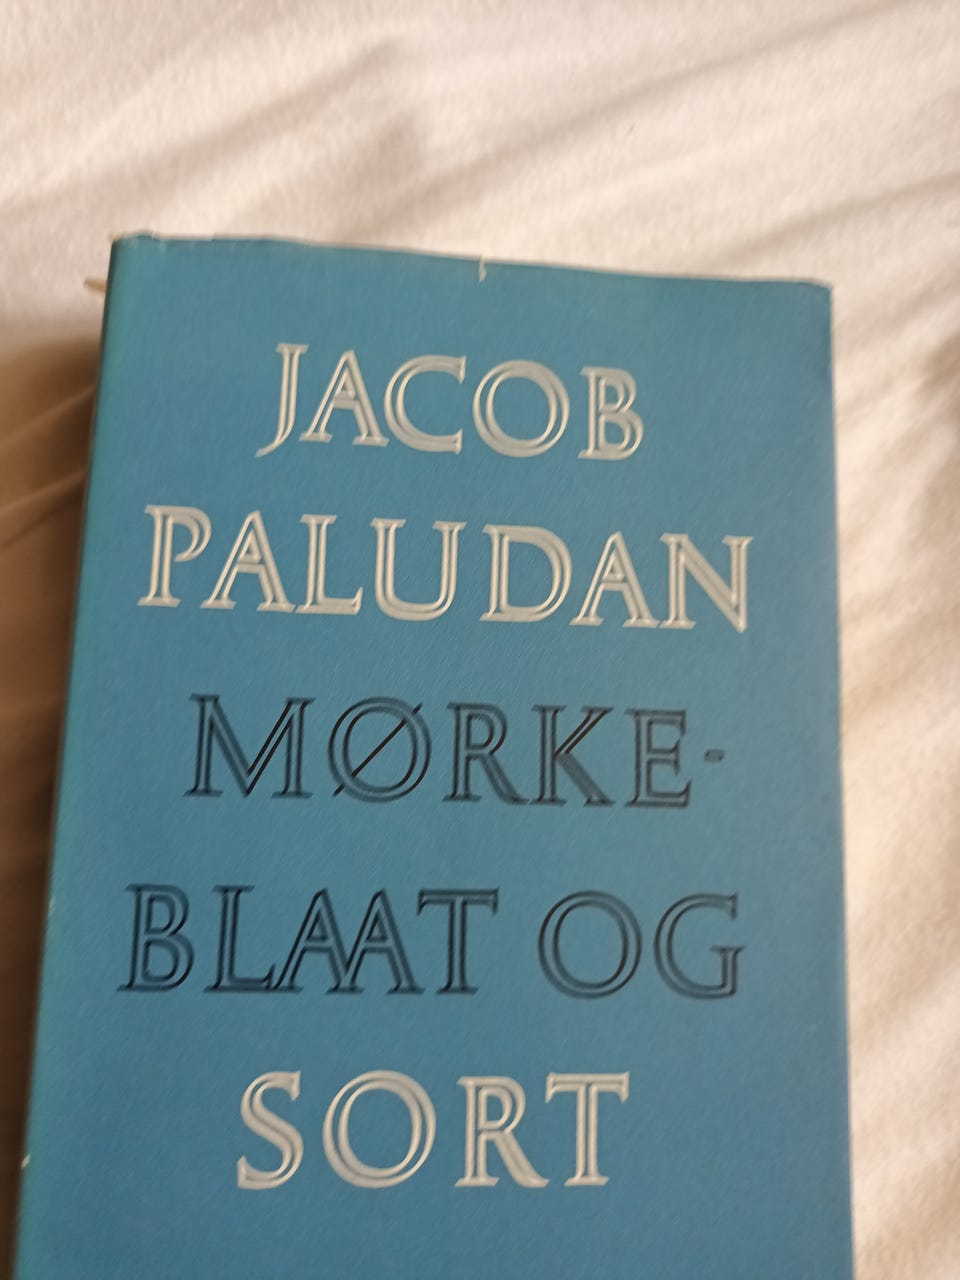 JACOB
PALUDAN
MØRKE-
BLAAT OG
SORT